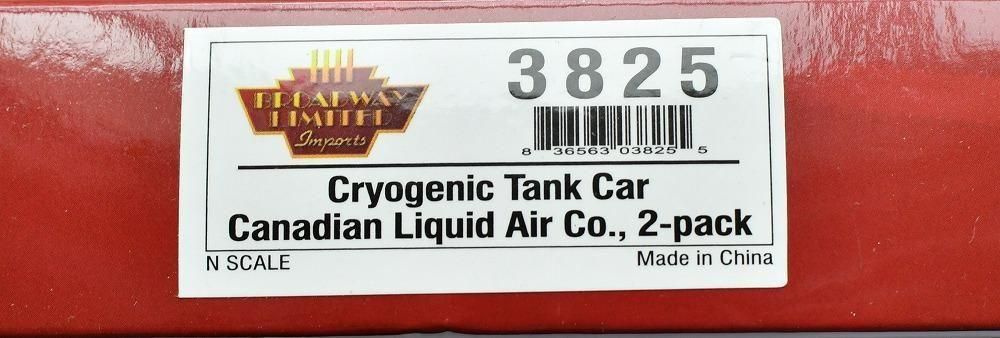 BROADWAY
LIMITED
Imports
3825
8 36563 03825 5
Cryogenic Tank Car
Canadian Liquid Air Co., 2-pack
N SCALE
Made in China